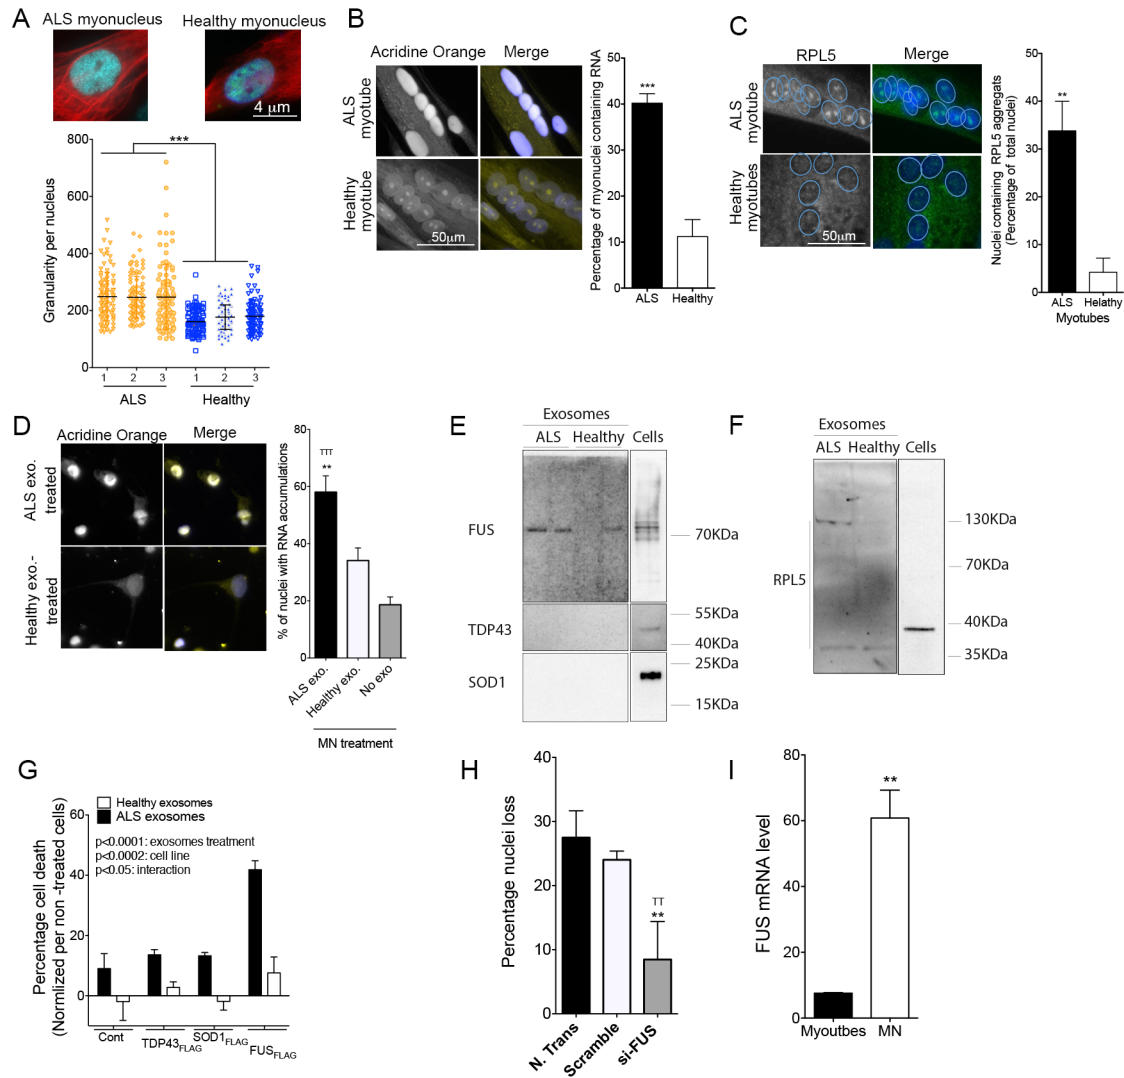 A
ALS myonucleus
Healthy myonucleus
4 µm
Granularity per nucleus
800
600
400
200
0
***
1 2 3 1 2 3
ALS Healthy
B
Acridine Orange Merge
ALS
myotube
Healthy
myotube
50µm
Percentage of myonuclei containing RNA
50
40
30
20
10
0
***
ALS Healthy
C
RPL5 Merge
ALS
myotube
Healthy
myotubes
50µm
Nuclei containing RPL5 aggregats
(Percentage of total nuclei)
50
40
30
20
10
0
**
ALS Helathy
Myotubes
D
Acridine Orange Merge
ALS exo.
treated
Healthy exo.-
treated
% of nuclei with RNA accumulations
80
60
40
20
0
TTT
**
ALS exo.
Healthy exo.
No exo
MN treatment
E
Exosomes
ALS Healthy Cells
FUS
70KDa
TDP43
55KDa
40KDa
SOD1
25KDa
15KDa
F
Exosomes
ALS Healthy Cells
RPL5
130KDa
70KDa
40KDa
35KDa
G
Healthy exosomes
ALS exosomes
p<0.0001: exosomes treatment
p<0.0002: cell line
p<0.05: interaction
Percentage cell death
(Normlized per non -treated cells)
60
40
20
0
Cont
TDP43FLAG
SOD1FLAG
FUSFLAG
H
Percentage nuclei loss
40
30
20
10
0
TT
**
N. Trans
Scramble
si-FUS
I
FUS mRNA level
80
60
40
20
0
**
Myoutbes MN